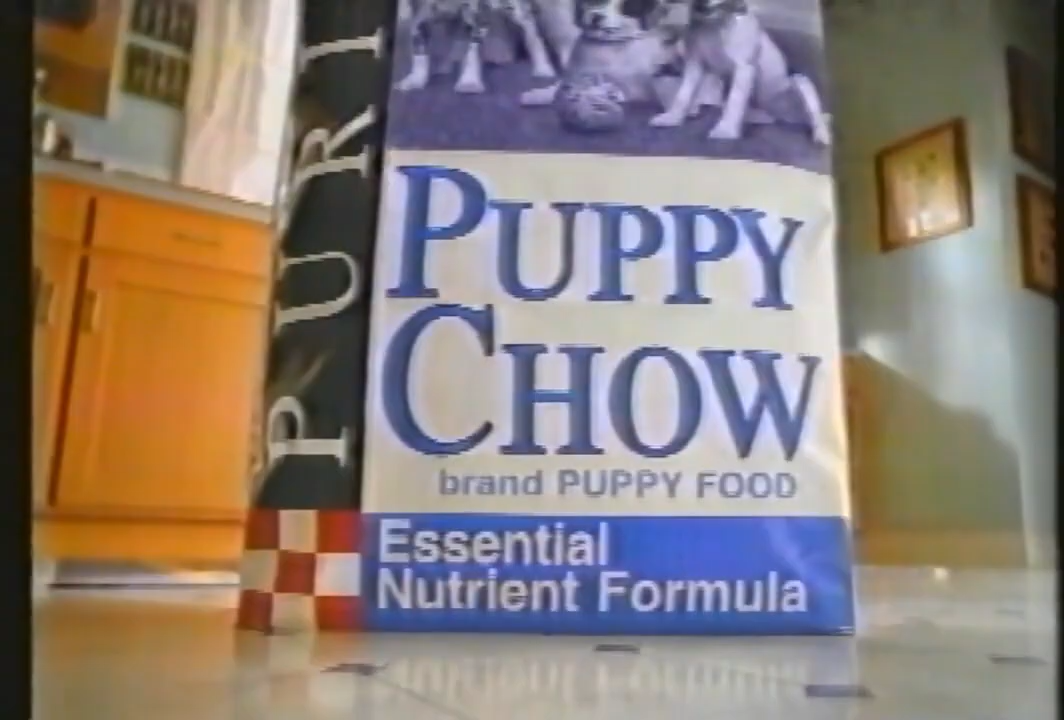 PURI
PUPPY
CHOW
brand PUPPY FOOD
Essential
Nutrient Formula